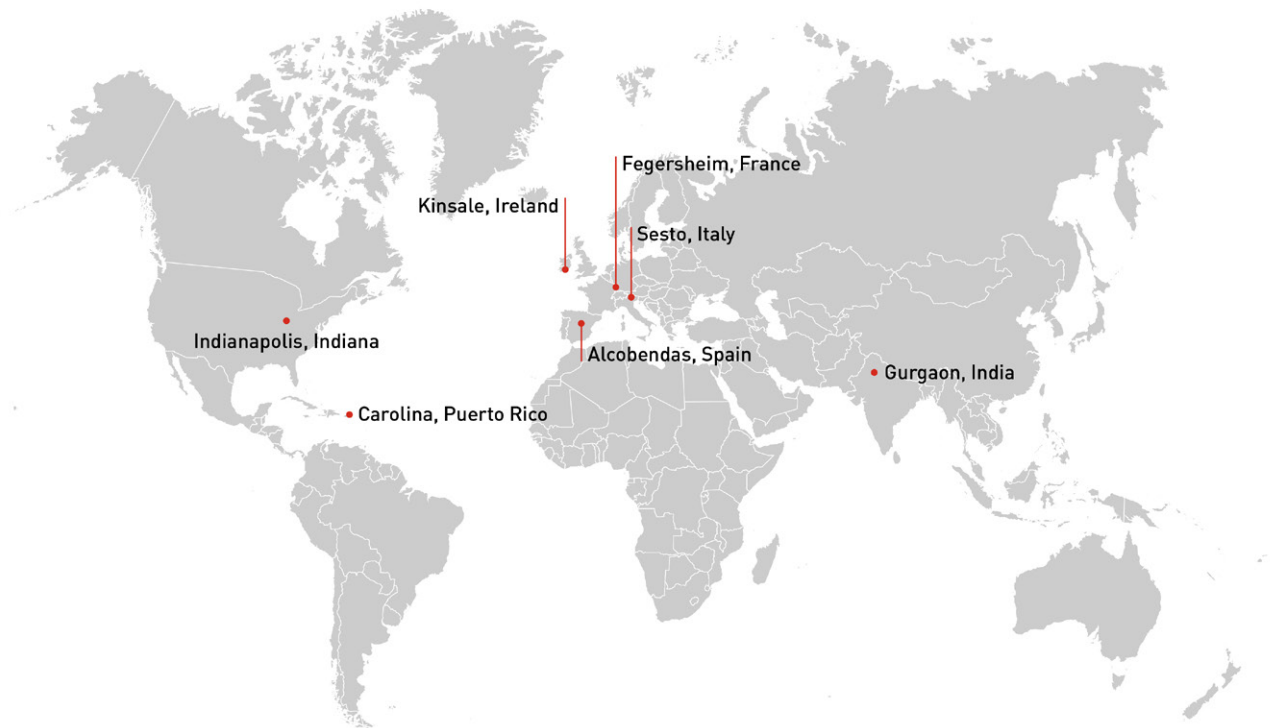 Fegersheim, France
Kinsale, Ireland
Sesto, Italy
Indianapolis, Indiana
Alcobendas, Spain
Gurgaon, India
Carolina, Puerto Rico